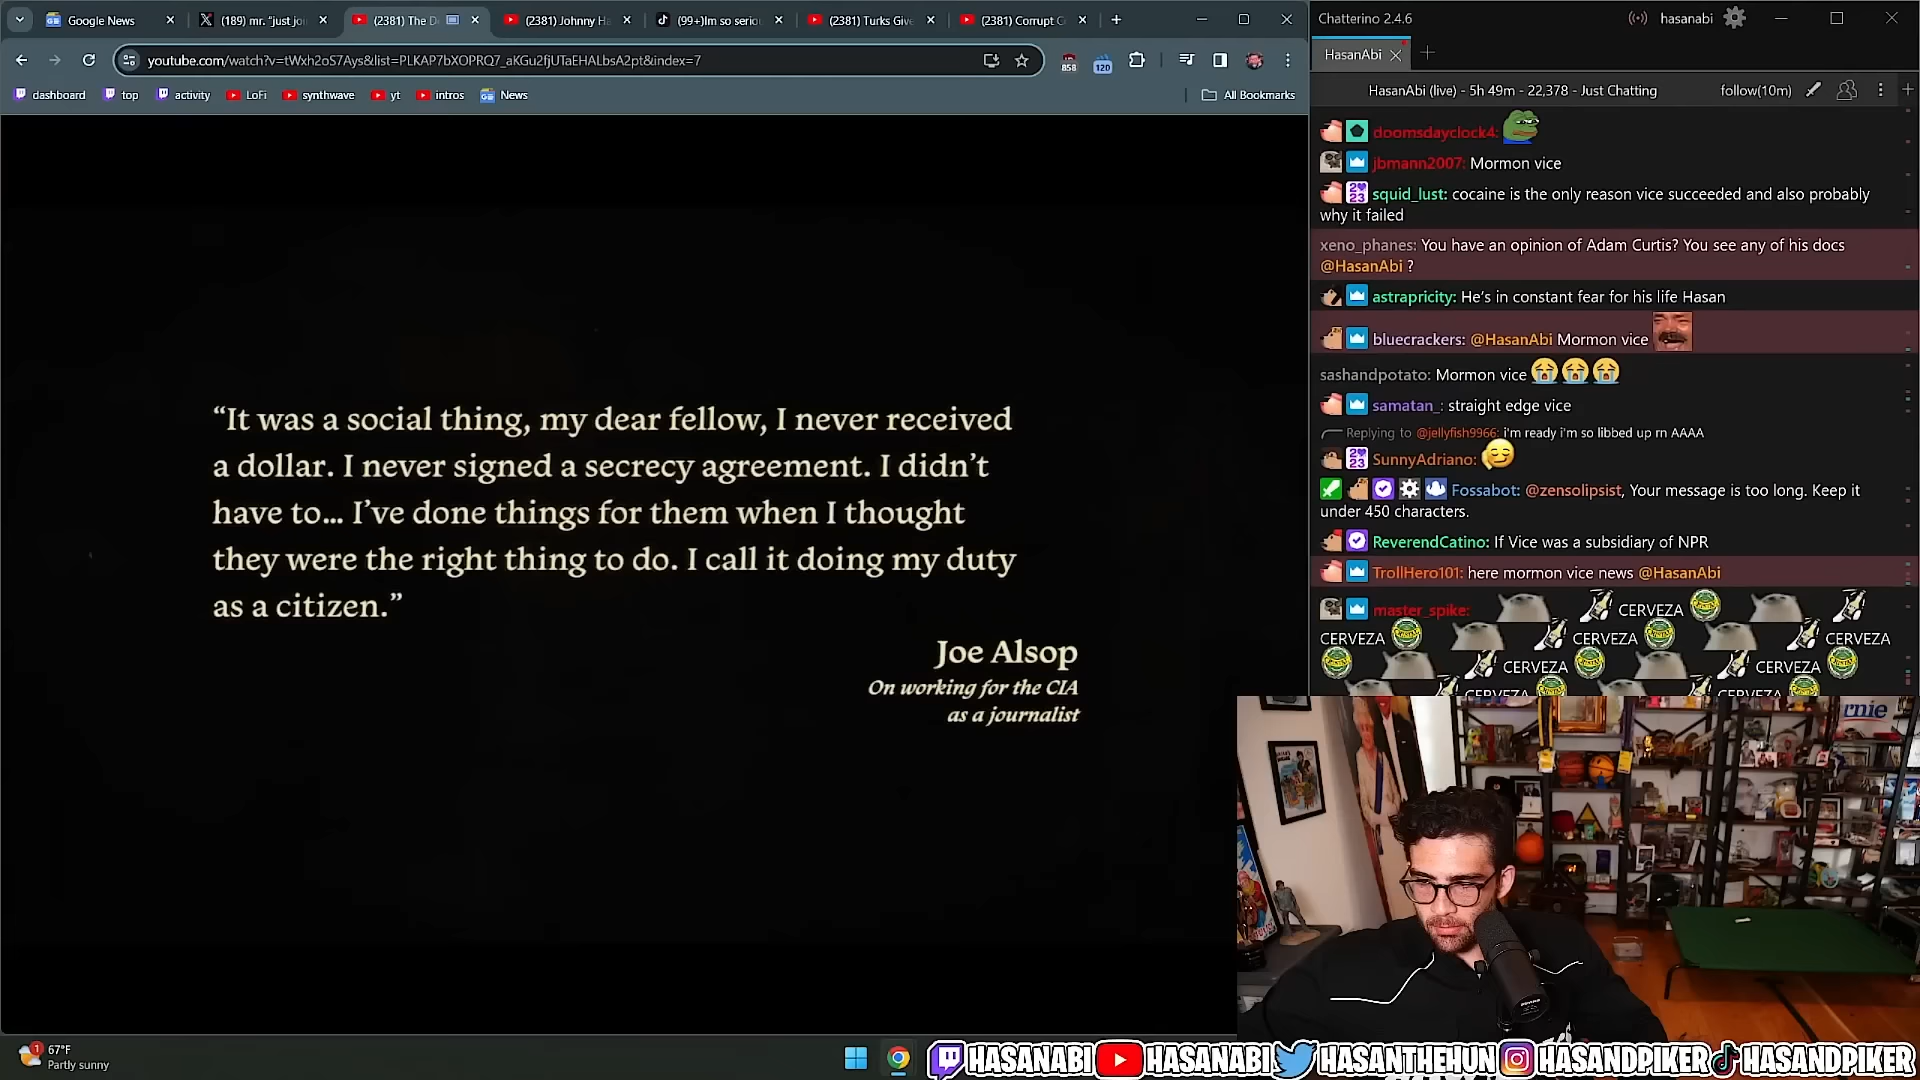 Google News
(189) mr. "just jo
(2381) The D
(2381) Johnny Ha
(99+)Im so seriou
(2381) Turks Give
(2381) Corrupt C
youtube.com/watch?v=tWxh2oS7Ays&list=PLKAP7bXOPRQ7_aKGu2fjUTaEHALbsA2pt&index=7
858
120
dashboard
top
activity
LoFi
synthwave
yt
intros
News
All Bookmarks
“It was a social thing, my dear fellow, I never received
a dollar. I never signed a secrecy agreement. I didn’t
have to... I’ve done things for them when I thought
they were the right thing to do. I call it doing my duty
as a citizen.”
Joe Alsop
On working for the CIA
as a journalist
Chatterino 2.4.6
hasanabi
HasanAbi
HasanAbi (live) - 5h 49m - 22,378 - Just Chatting
follow(10m)
doomsdayclock4:
jbmann2007: Mormon vice
squid_lust: cocaine is the only reason vice succeeded and also probably
why it failed
xeno_phanes: You have an opinion of Adam Curtis? You see any of his docs
@HasanAbi ?
astrapricity: He's in constant fear for his life Hasan
bluecrackers: @HasanAbi Mormon vice
sashandpotato: Mormon vice
samatan_: straight edge vice
Replying to @jellyfish9966: i'm ready i'm so libbed up rn AAAA
SunnyAdriano:
Fossabot: @zensolipsist, Your message is too long. Keep it
under 450 characters.
ReverendCatino: If Vice was a subsidiary of NPR
TrollHero101: here mormon vice news @HasanAbi
master_spike: CERVEZA
CERVEZA CERVEZA CERVEZA
CERVEZA CERVEZA
CERVEZA CERVEZA
rnie
1
67°F
Partly sunny
HASANABI HASANABI HASANTHEHUN HASANDPIKER HASANDPIKER